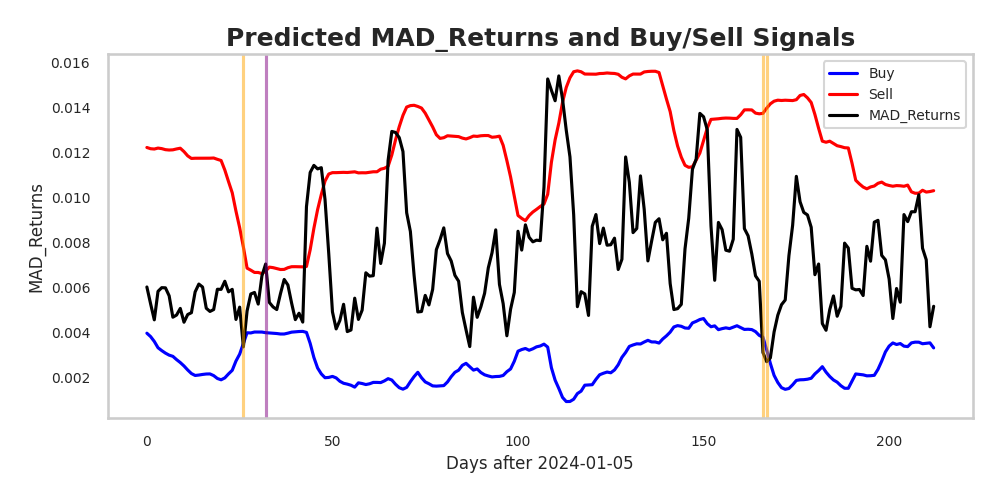 Predicted MAD_Returns and Buy/Sell Signals
Buy
Sell
MAD_Returns
MAD_Returns
0.016
0.014
0.012
0.010
0.008
0.006
0.004
0.002
0
50
100
150
200
Days after 2024-01-05